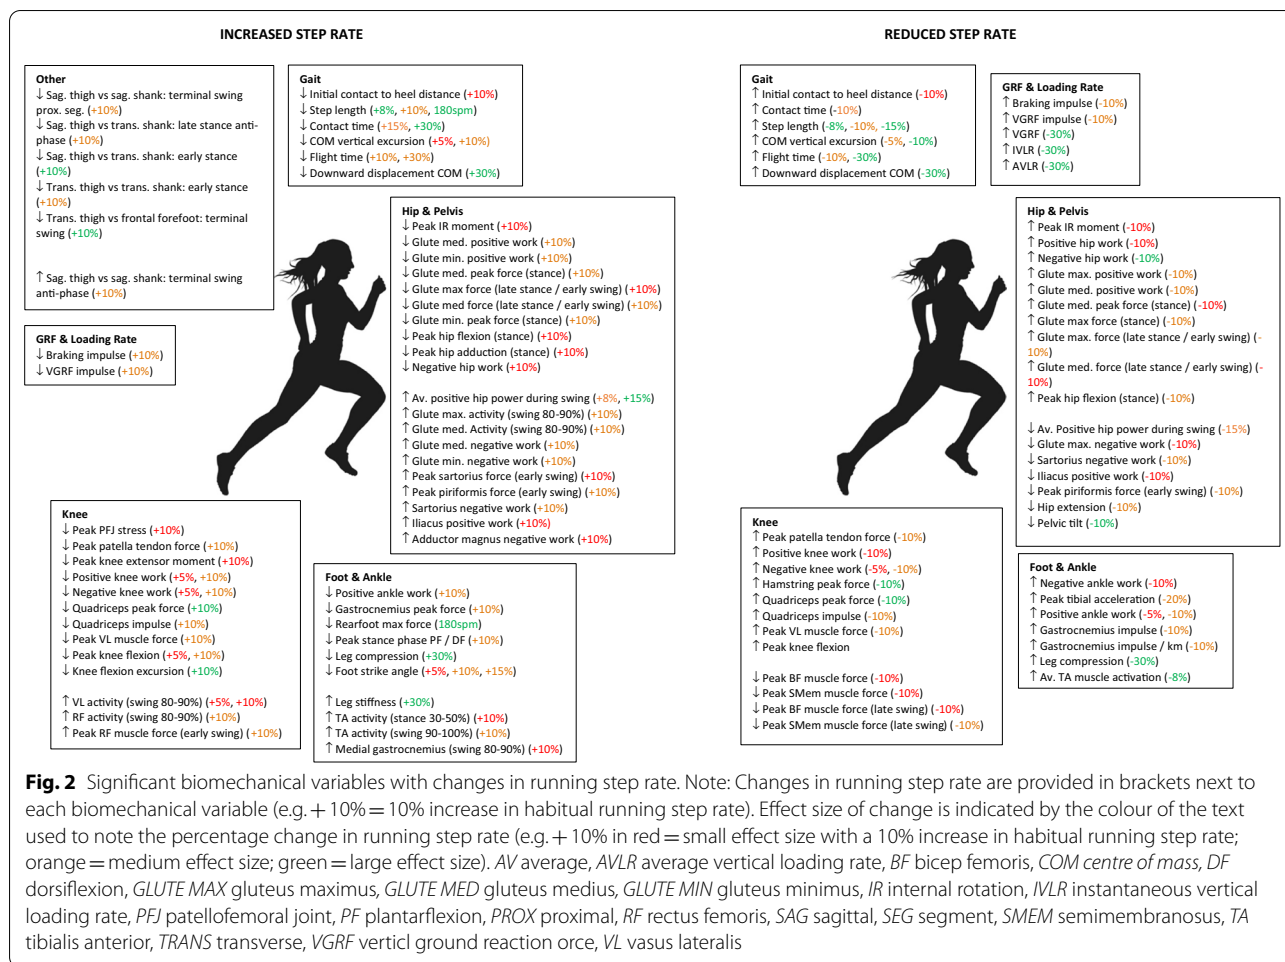 INCREASED STEP RATE
Other
↓ Sag. thigh vs sag. shank: terminal swing
prox. seg. (+10%)
↓ Sag. thigh vs trans. shank: late stance anti-
phase (+10%)
↓ Sag. thigh vs trans. shank: early stance
(+10%)
↓ Trans. thigh vs trans. shank: early stance
(+10%)
↓ Trans. thigh vs frontal forefoot: terminal
swing (+10%)
↑ Sag. thigh vs sag. shank: terminal swing
anti-phase (+10%)
GRF & Loading Rate
↓ Braking impulse (+10%)
↓ VGRF impulse (+10%)
Gait
↓ Initial contact to heel distance (+10%)
↓ Step length (+8%, +10%, 180spm)
↓ Contact time (+15%, +30%)
↓ COM vertical excursion (+5%, +10%)
↓ Flight time (+10%, +30%)
↓ Downward displacement COM (+30%)
Hip & Pelvis
↓ Peak IR moment (+10%)
↓ Glute med. positive work (+10%)
↓ Glute min. positive work (+10%)
↓ Glute med. peak force (stance) (+10%)
↓ Glute max force (late stance / early swing) (+10%)
↓ Glute med force (late stance / early swing) (+10%)
↓ Glute min. peak force (stance) (+10%)
↓ Peak hip flexion (stance) (+10%)
↓ Peak hip adduction (stance) (+10%)
↓ Negative hip work (+10%)
↑ Av. positive hip power during swing (+8%, +15%)
↑ Glute max. activity (swing 80-90%) (+10%)
↑ Glute med. Activity (swing 80-90%) (+10%)
↑ Glute med. negative work (+10%)
↑ Glute min. negative work (+10%)
↑ Peak sartorius force (early swing) (+10%)
↑ Peak piriformis force (early swing) (+10%)
↑ Sartorius negative work (+10%)
↑ Iliacus positive work (+10%)
↑ Adductor magnus negative work (+10%)
Knee
↓ Peak PFJ stress (+10%)
↓ Peak patella tendon force (+10%)
↓ Peak knee extensor moment (+10%)
↓ Positive knee work (+5%, +10%)
↓ Negative knee work (+5%, +10%)
↓ Quadriceps peak force (+10%)
↓ Quadriceps impulse (+10%)
↓ Peak VL muscle force (+10%)
↓ Peak knee flexion (+5%, +10%)
↓ Knee flexion excursion (+10%)
↑ VL activity (swing 80-90%) (+5%, +10%)
↑ RF activity (swing 80-90%) (+10%)
↑ Peak RF muscle force (early swing) (+10%)
Foot & Ankle
↓ Positive ankle work (+10%)
↓ Gastrocnemius peak force (+10%)
↓ Rearfoot max force (180spm)
↓ Peak stance phase PF / DF (+10%)
↓ Leg compression (+30%)
↓ Foot strike angle (+5%, +10%, +15%)
↑ Leg stiffness (+30%)
↑ TA activity (stance 30-50%) (+10%)
↑ TA activity (swing 90-100%) (+10%)
↑ Medial gastrocnemius (swing 80-90%) (+10%)
REDUCED STEP RATE
Gait
↑ Initial contact to heel distance (-10%)
↑ Contact time (-10%)
↑ Step length (-8%, -10%, -15%)
↑ COM vertical excursion (-5%, -10%)
↑ Flight time (-10%, -30%)
↑ Downward displacement COM (-30%)
GRF & Loading Rate
↑ Braking impulse (-10%)
↑ VGRF impulse (-10%)
↑ VGRF (-30%)
↑ IVLR (-30%)
↑ AVLR (-30%)
Hip & Pelvis
↑ Peak IR moment (-10%)
↑ Positive hip work (-10%)
↑ Negative hip work (-10%)
↑ Glute max. positive work (-10%)
↑ Glute med. positive work (-10%)
↑ Glute med. peak force (stance) (-10%)
↑ Glute max force (stance) (-10%)
↑ Glute max. force (late stance / early swing) (-
10%)
↑ Glute med. force (late stance / early swing) (-
10%)
↑ Peak hip flexion (stance) (-10%)
↓ Av. Positive hip power during swing (-15%)
↓ Glute max. negative work (-10%)
↓ Sartorius negative work (-10%)
↓ Iliacus positive work (-10%)
↓ Peak piriformis force (early swing) (-10%)
↓ Hip extension (-10%)
↓ Pelvic tilt (-10%)
Knee
↑ Peak patella tendon force (-10%)
↑ Positive knee work (-10%)
↑ Negative knee work (-5%, -10%)
↑ Hamstring peak force (-10%)
↑ Quadriceps peak force (-10%)
↑ Quadriceps impulse (-10%)
↑ Peak VL muscle force (-10%)
↑ Peak knee flexion
↓ Peak BF muscle force (-10%)
↓ Peak SMem muscle force (-10%)
↓ Peak BF muscle force (late swing) (-10%)
↓ Peak SMem muscle force (late swing) (-10%)
Foot & Ankle
↑ Negative ankle work (-10%)
↑ Peak tibial acceleration (-20%)
↑ Positive ankle work (-5%, -10%)
↑ Gastrocnemius impulse (-10%)
↑ Gastrocnemius impulse / km (-10%)
↑ Leg compression (-30%)
↑ Av. TA muscle activation (-8%)
Fig. 2 Significant biomechanical variables with changes in running step rate. Note: Changes in running step rate are provided in brackets next to
each biomechanical variable (e.g. + 10% = 10% increase in habitual running step rate). Effect size of change is indicated by the colour of the text
used to note the percentage change in running step rate (e.g. + 10% in red = small effect size with a 10% increase in habitual running step rate;
orange = medium effect size; green = large effect size). AV average, AVLR average vertical loading rate, BF bicep femoris, COM centre of mass, DF
dorsiflexion, GLUTE MAX gluteus maximus, GLUTE MED gluteus medius, GLUTE MIN gluteus minimus, IR internal rotation, IVLR instantaneous vertical
loading rate, PFJ patellofemoral joint, PF plantarflexion, PROX proximal, RF rectus femoris, SAG sagittal, SEG segment, SMEM semimembranosus, TA
tibialis anterior, TRANS transverse, VGRF verticl ground reaction orce, VL vasus lateralis